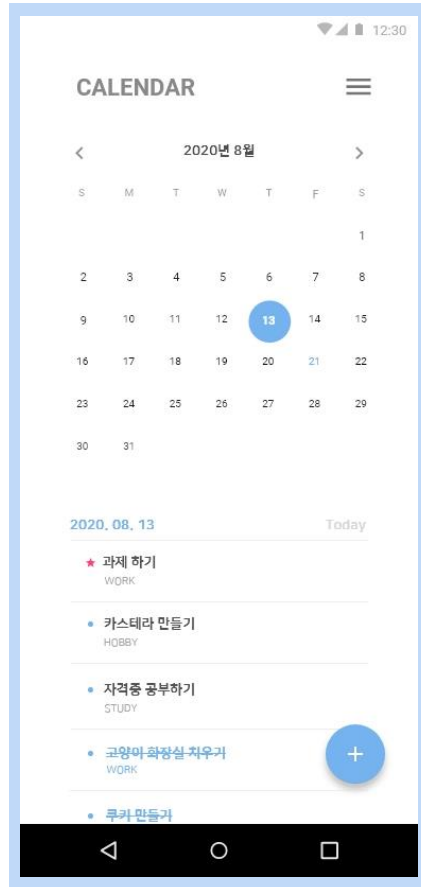 12:30
CALENDAR
2020년 8월
S M T W T F S
1
2 3 4 5 6 7 8
9 10 11 12 13 14 15
16 17 18 19 20 21 22
23 24 25 26 27 28 29
30 31
2020. 08. 13 Today
과제 하기
WORK
카스테라 만들기
HOBBY
자격증 공부하기
STUDY
고양이 화장실 치우기
WORK
쿠키 만들기